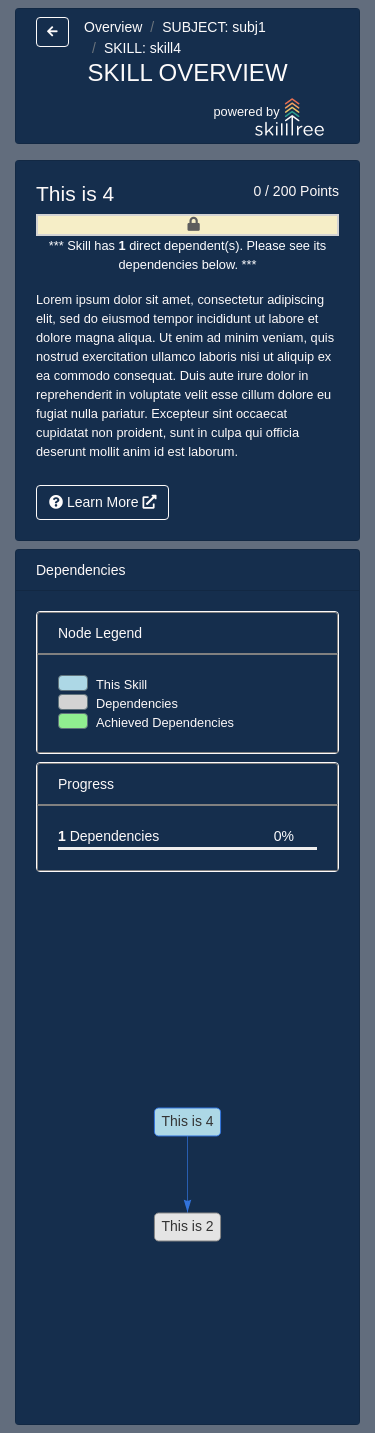 Overview / SUBJECT: subj1
/ SKILL: skill4
SKILL OVERVIEW
powered by
skilltree
This is 4
0 / 200 Points
*** Skill has 1 direct dependent(s). Please see its
dependencies below. ***
Lorem ipsum dolor sit amet, consectetur adipiscing
elit, sed do eiusmod tempor incididunt ut labore et
dolore magna aliqua. Ut enim ad minim veniam, quis
nostrud exercitation ullamco laboris nisi ut aliquip ex
ea commodo consequat. Duis aute irure dolor in
reprehenderit in voluptate velit esse cillum dolore eu
fugiat nulla pariatur. Excepteur sint occaecat
cupidatat non proident, sunt in culpa qui officia
deserunt mollit anim id est laborum.
Learn More
Dependencies
Node Legend
This Skill
Dependencies
Achieved Dependencies
Progress
1 Dependencies 0%
This is 4
This is 2